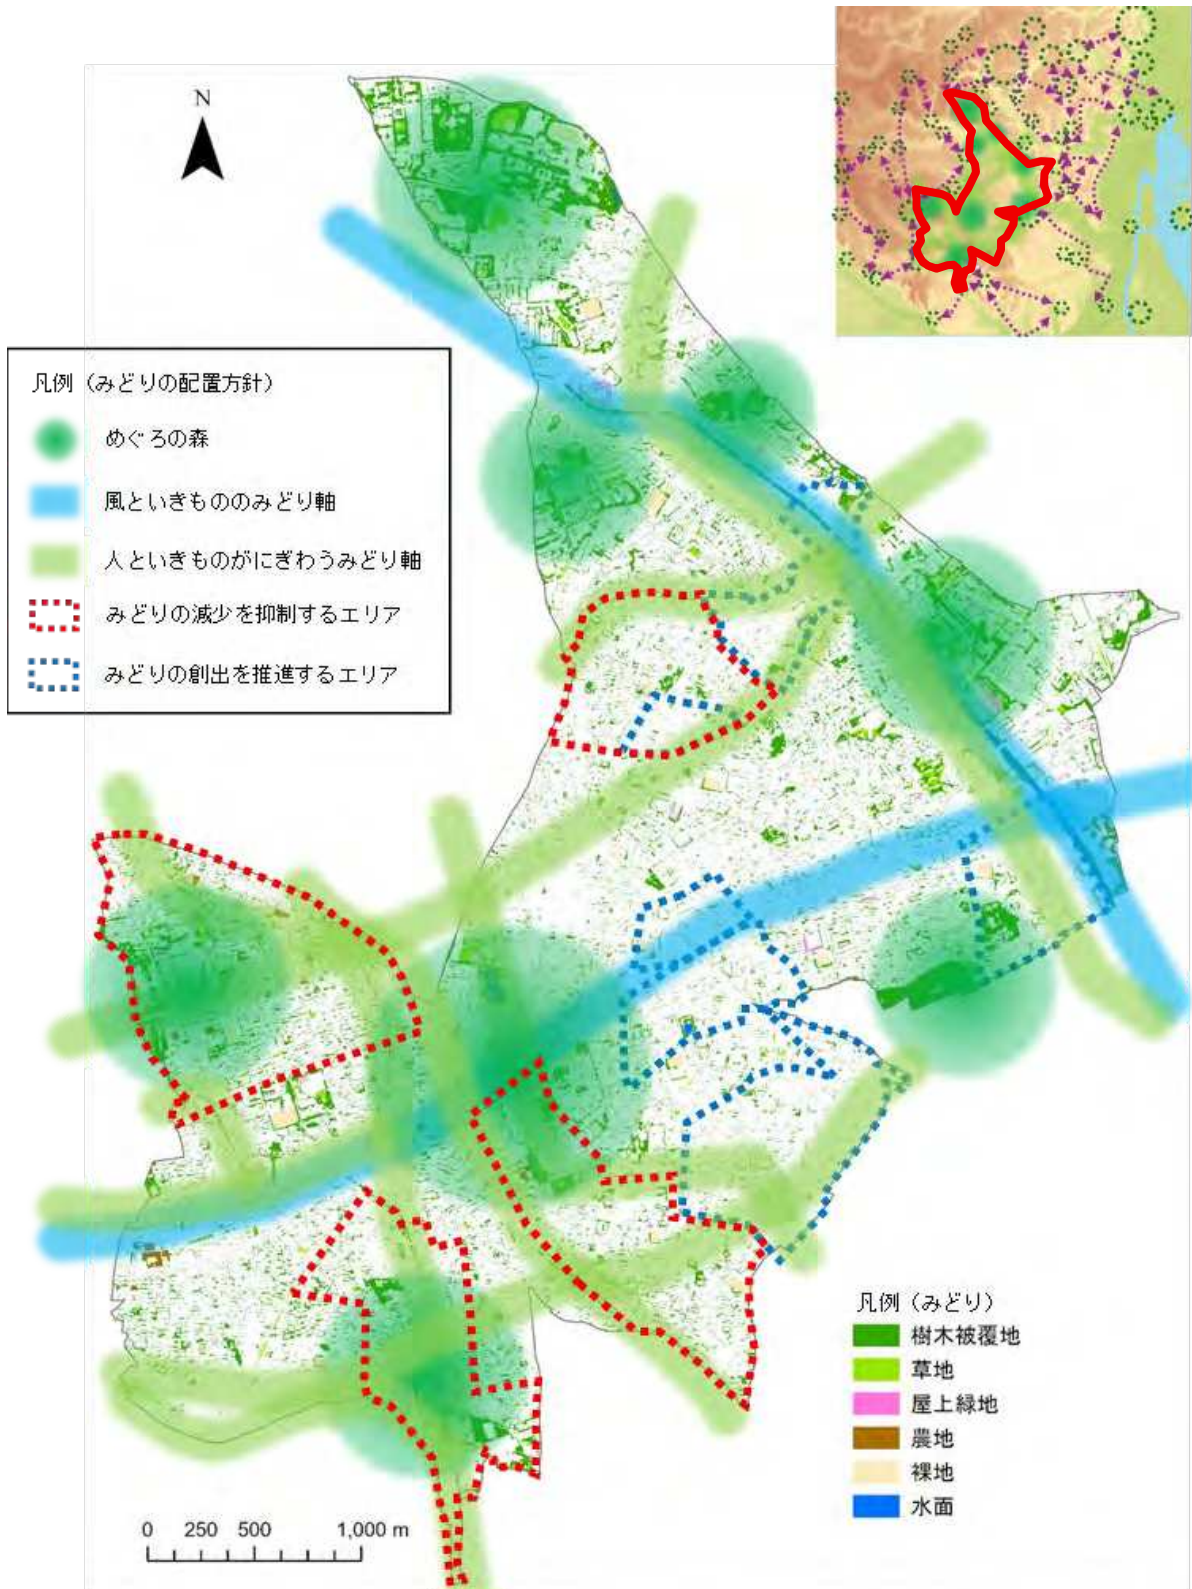 N
凡例（みどりの配置方針）
めぐろの森
風といきもののみどり軸
人といきものがにぎわうみどり軸
みどりの減少を抑制するエリア
みどりの創出を推進するエリア
凡例（みどり）
樹木被覆地
草地
屋上緑地
農地
裸地
水面
0 250 500 1,000 m